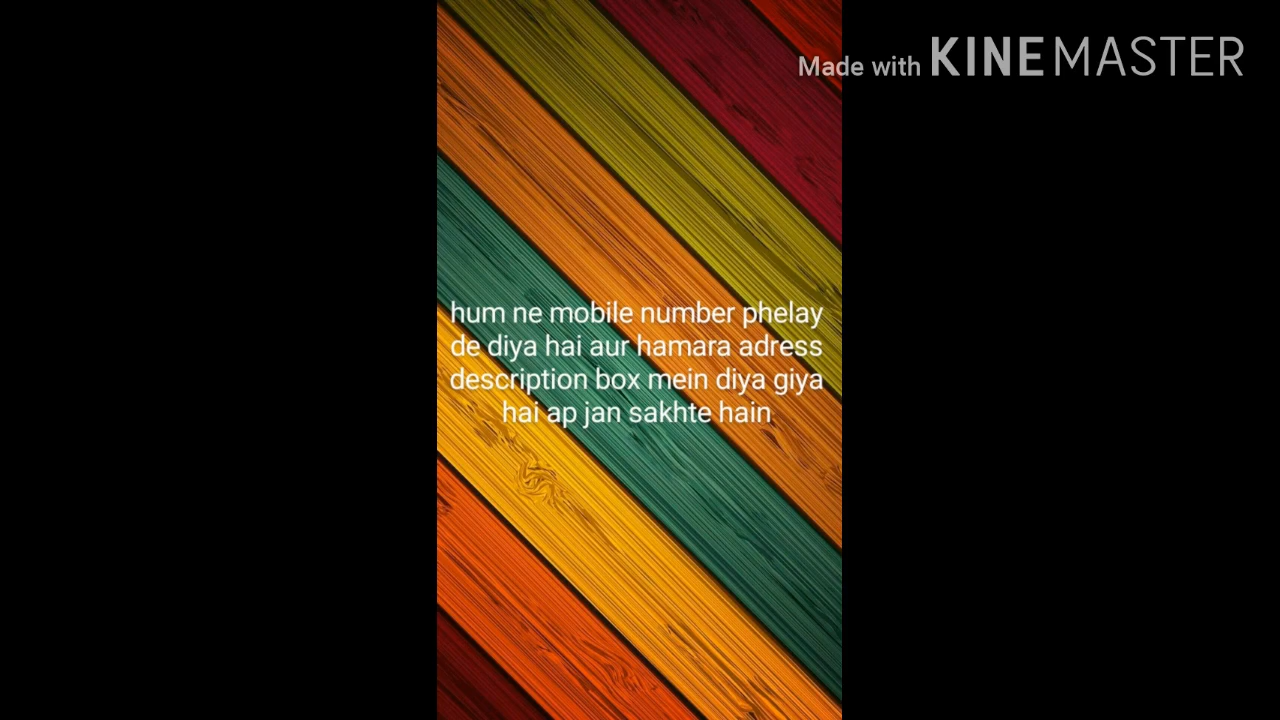 Made with KINEMASTER
hum ne mobile number phelay
de diya hai aur hamara adress
description box mein diya giya
hai ap jan sakhte hain